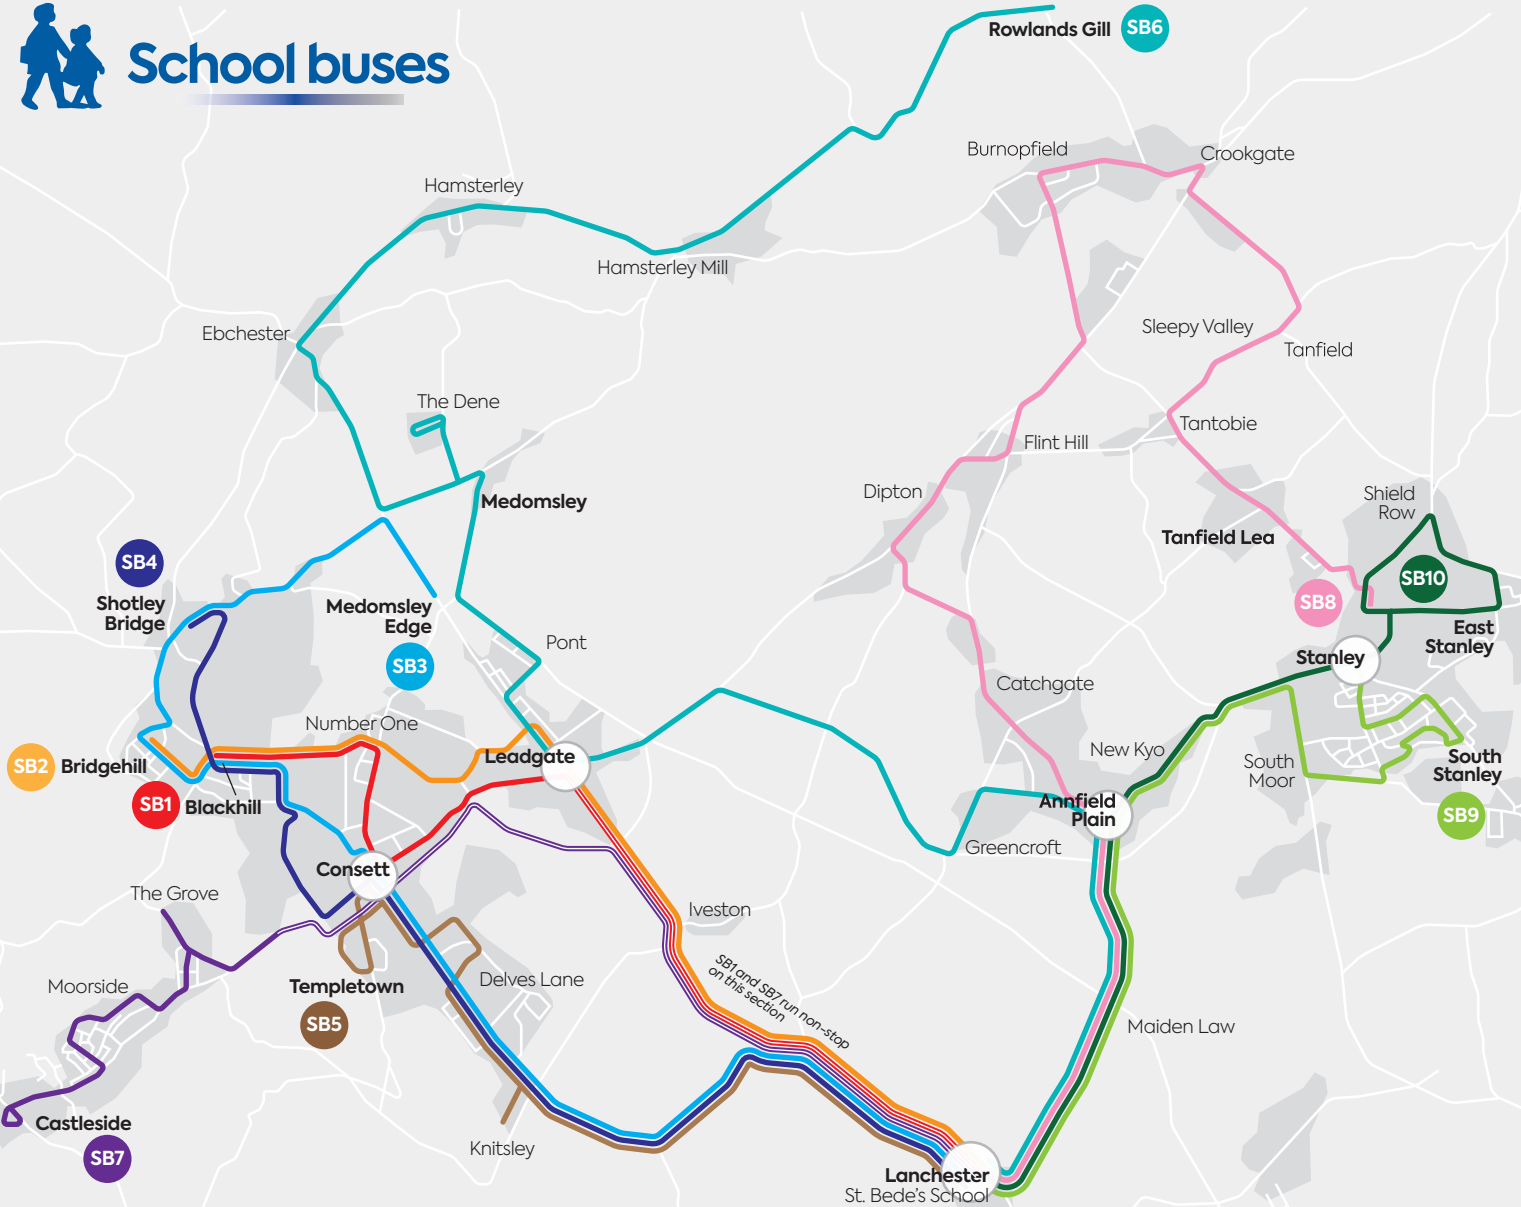 School buses
Rowlands Gill
SB6
Burnopfield
Crookgate
Hamsterley
Hamsterley Mill
Ebchester
Sleepy Valley
Tanfield
The Dene
Tantobie
Flint Hill
Medomsley
Dipton
Shield
Row
Tanfield Lea
SB4
SB10
SB8
Shotley
Bridge
Medomsley
Edge
SB3
East
Stanley
Pont
Stanley
Catchgate
Number One
New Kyo
Leadgate
SB2
Bridgehill
South
Moor
South
Stanley
SB1
Blackhill
Annfield
Plain
SB9
Greencroft
Consett
The Grove
Iveston
SB1 and SB7 run non-stop
on this section
Templetown
SB5
Delves Lane
Moorside
Maiden Law
Castleside
SB7
Knitsley
Lanchester
St. Bede's School